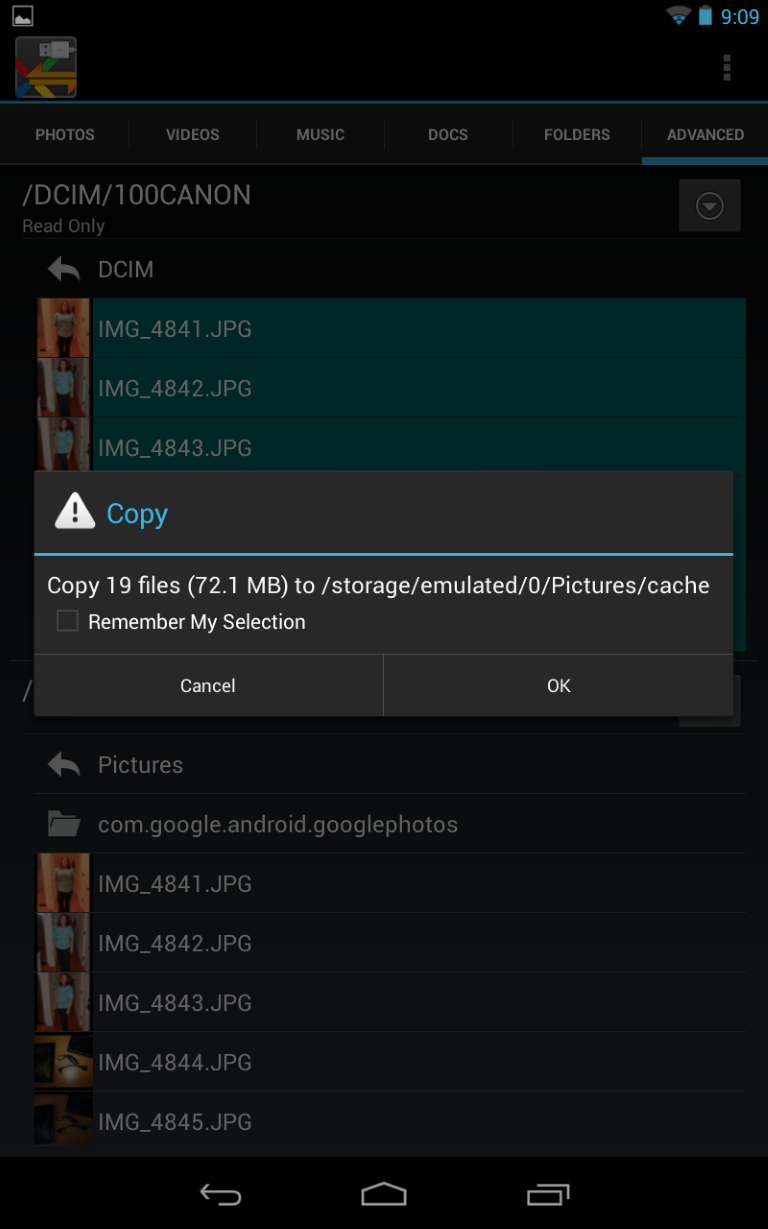 9:09
PHOTOS
VIDEOS
MUSIC
DOCS
FOLDERS
ADVANCED
/DCIM/100CANON
Read Only
DCIM
IMG_4841.JPG
IMG_4842.JPG
IMG_4843.JPG
Copy
Copy 19 files (72.1 MB) to /storage/emulated/0/Pictures/cache
Remember My Selection
Cancel
OK
/
Pictures
com.google.android.googlephotos
IMG_4841.JPG
IMG_4842.JPG
IMG_4843.JPG
IMG_4844.JPG
IMG_4845.JPG